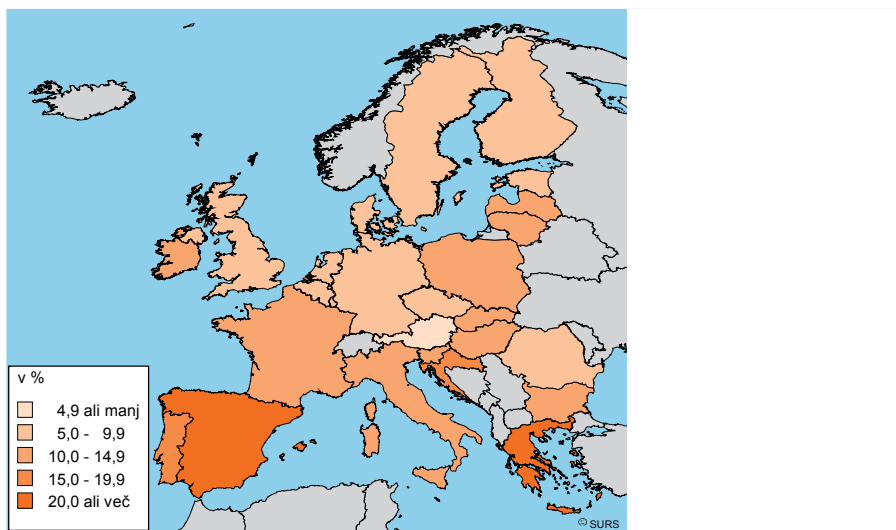 v %
4,9 ali manj
5,0 - 9,9
10,0 - 14,9
15,0 - 19,9
20,0 ali več
© SURS